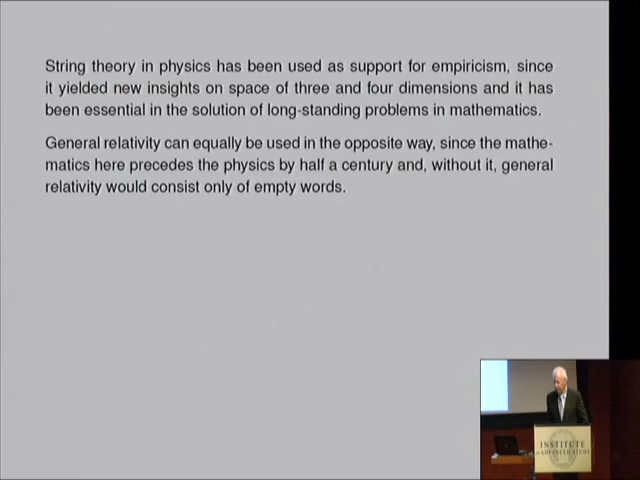 String theory in physics has been used as support for empiricism, since
it yielded new insights on space of three and four dimensions and it has
been essential in the solution of long-standing problems in mathematics.
General relativity can equally be used in the opposite way, since the mathe-
matics here precedes the physics by half a century and, without it, general
relativity would consist only of empty words.
INSTITUTE
ADVANCED STUDY